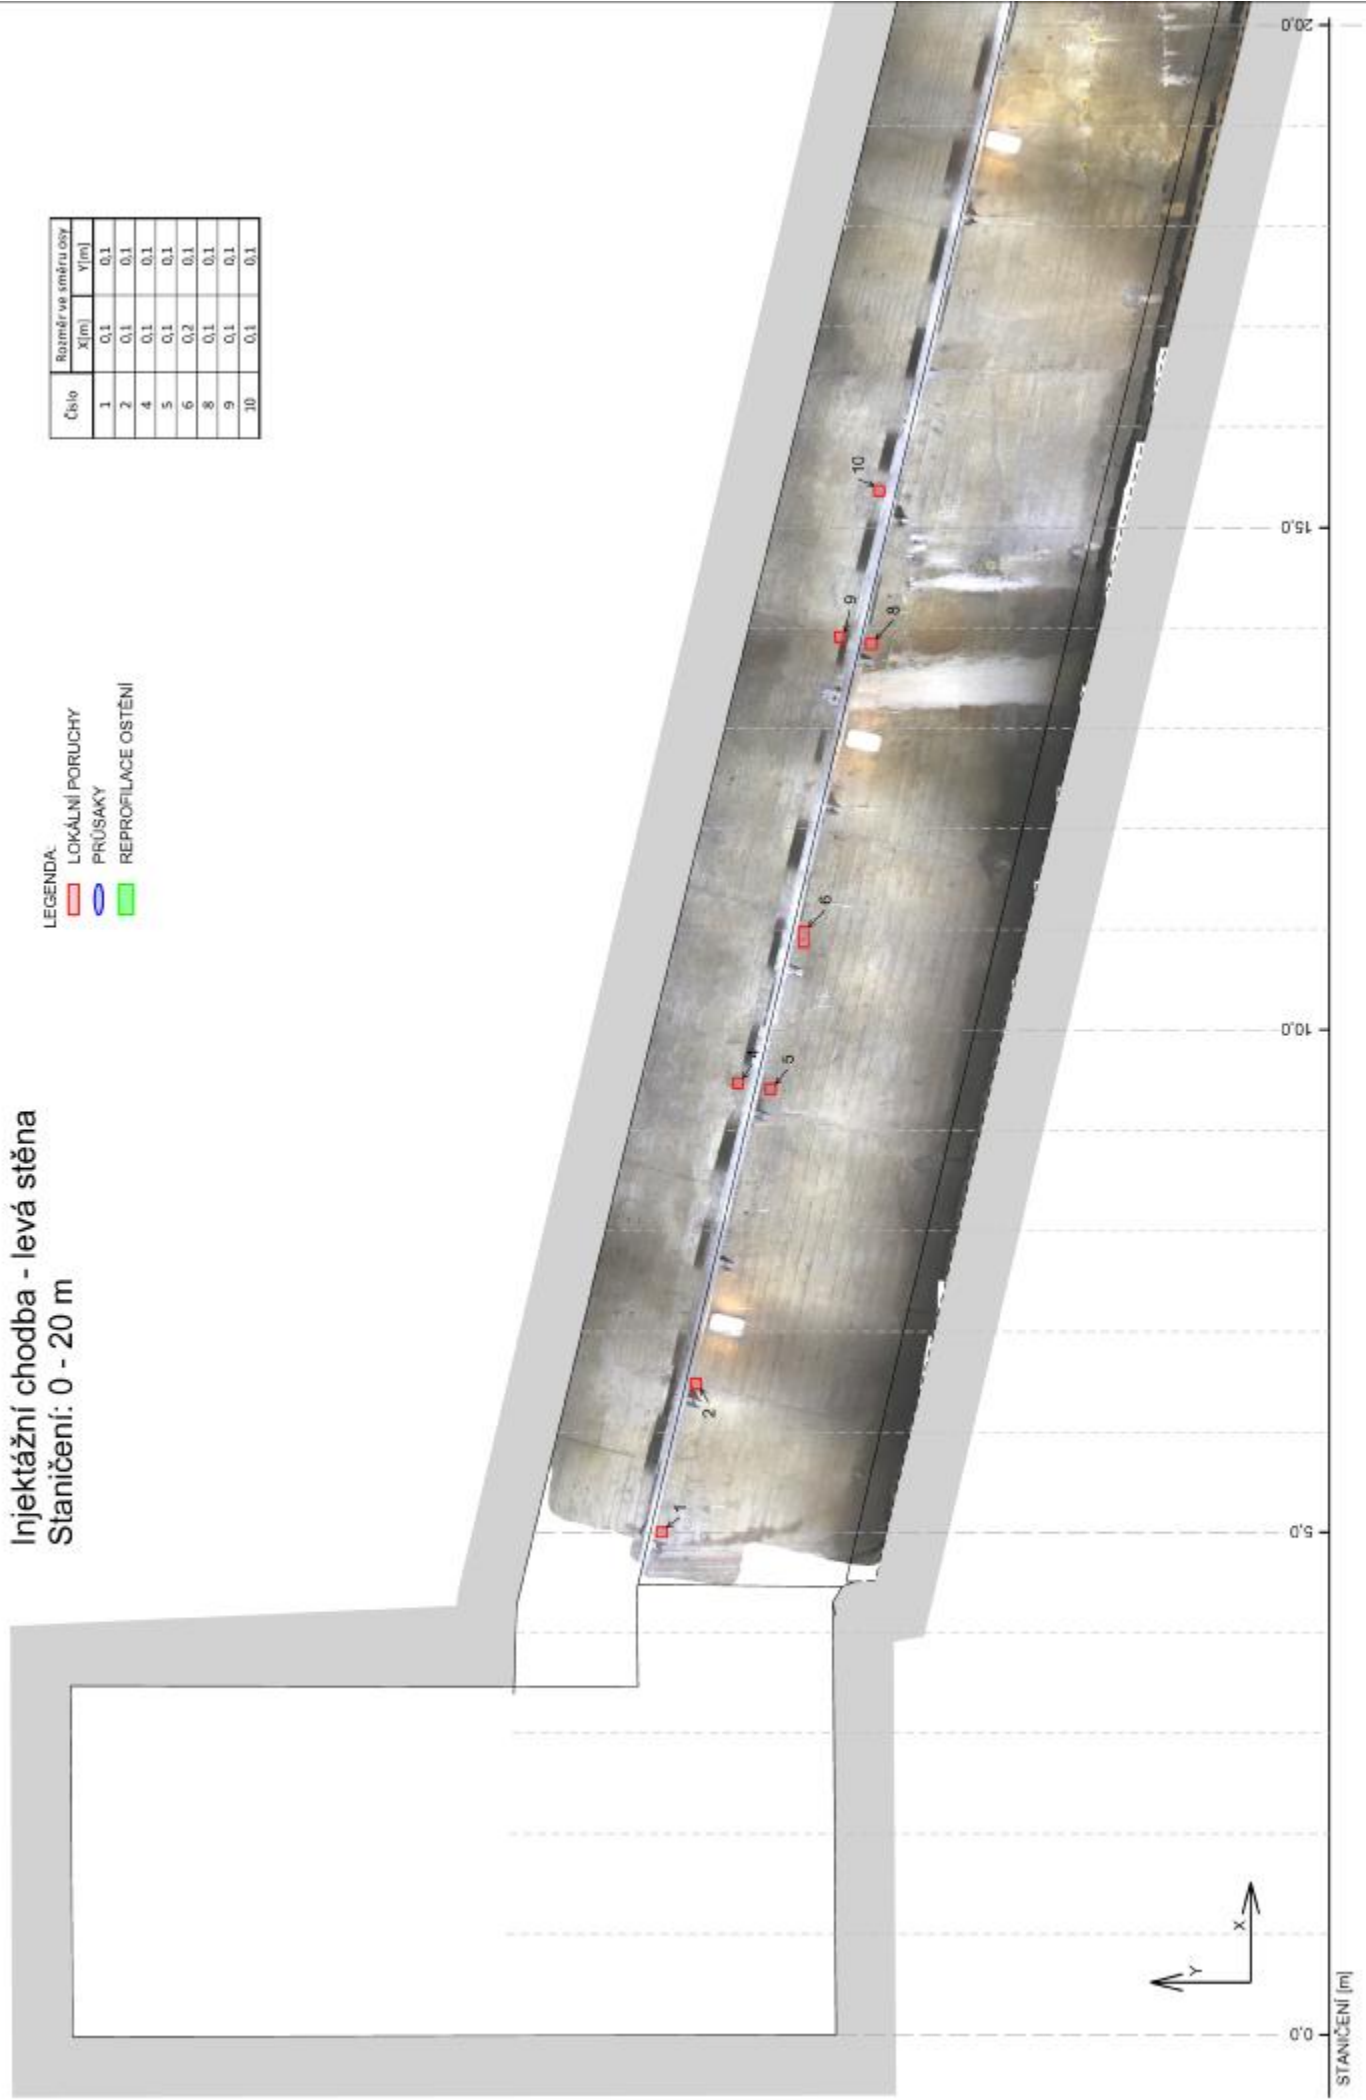 Injektážní chodba - levá stěna
Staničení: 0 - 20 m
LEGENDA:
LOKÁLNÍ PORUCHY
PRŮSAKY
REPROFILACE OSTĚNÍ
Číslo Rozměr ve směru osy
X[m] Y[m]
1 0,1 0,1
2 0,1 0,1
4 0,1 0,1
5 0,1 0,1
6 0,2 0,1
8 0,1 0,1
9 0,1 0,1
10 0,1 0,1
1
2
4
5
6
8
9
10
Y
X
0,0
5,0
10,0
15,0
20,0
STANIČENÍ [m]